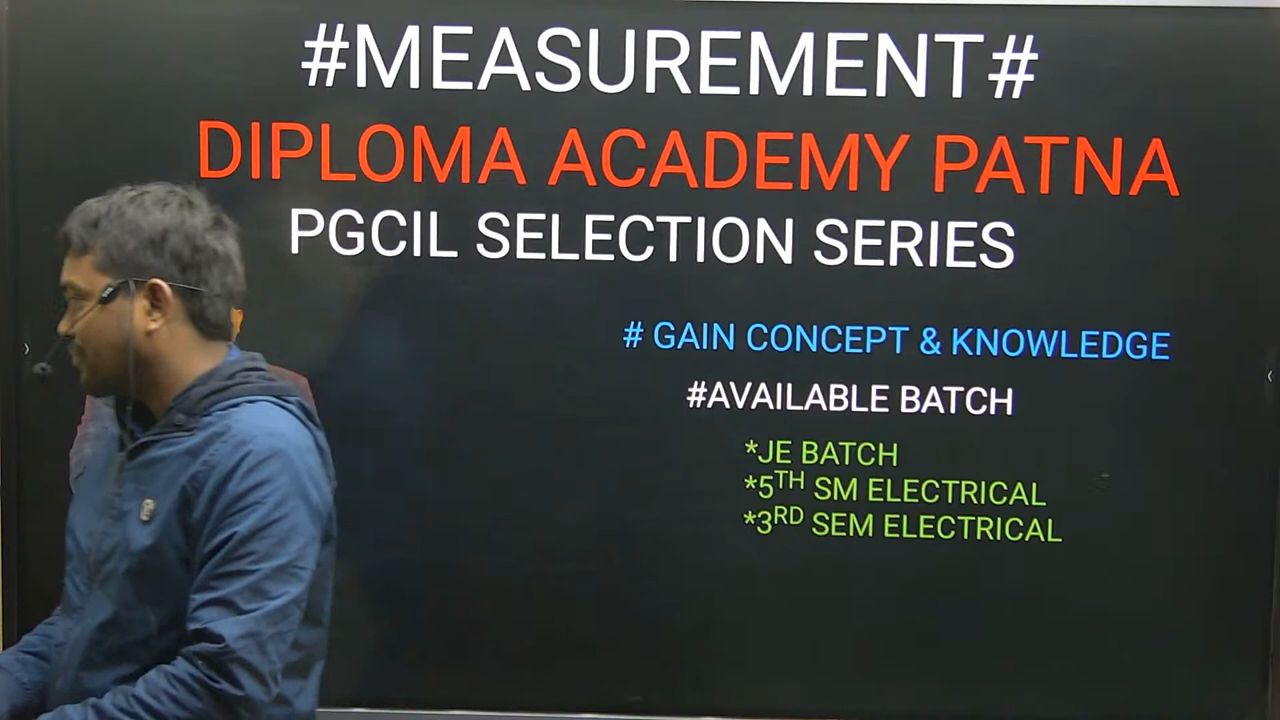 #MEASUREMENT#
DIPLOMA ACADEMY PATNA
PGCIL SELECTION SERIES
# GAIN CONCEPT & KNOWLEDGE
#AVAILABLE BATCH
*JE BATCH
*5TH SM ELECTRICAL
*3RD SEM ELECTRICAL